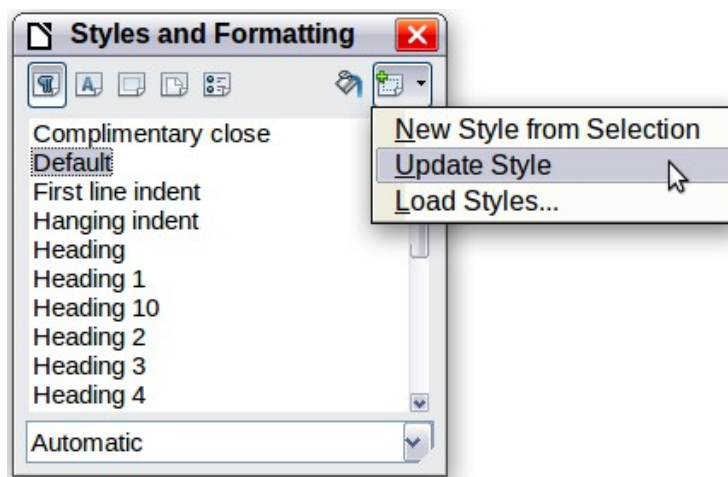 Styles and Formatting
New Style from Selection
Update Style
Load Styles...
Complimentary close
Default
First line indent
Hanging indent
Heading
Heading 1
Heading 10
Heading 2
Heading 3
Heading 4
Automatic